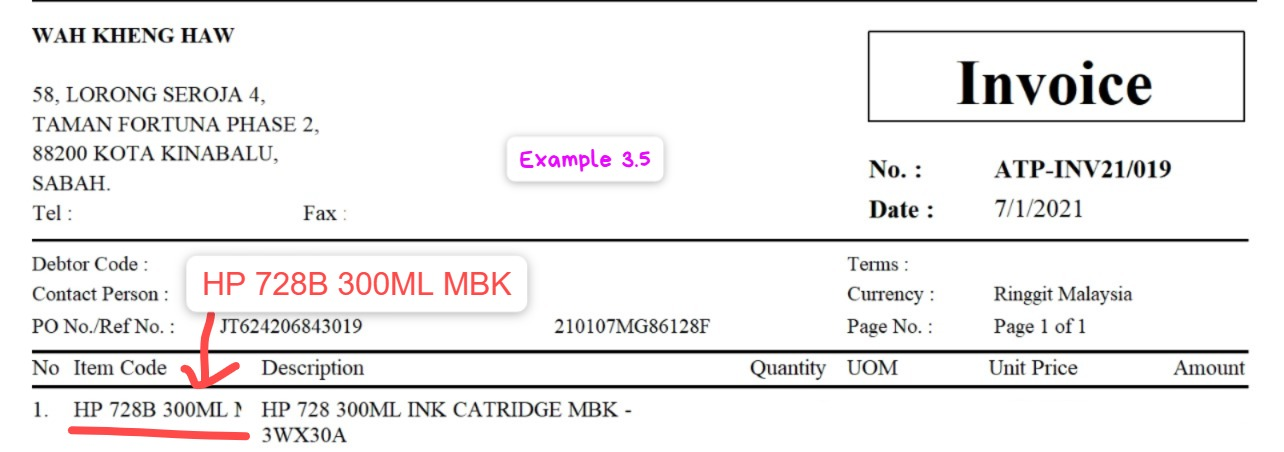 WAH KHENG HAW
58, LORONG SEROJA 4,
TAMAN FORTUNA PHASE 2,
88200 KOTA KINABALU,
SABAH.
Tel :
Fax :
Example 3.5
Invoice
No. : ATP-INV21/019
Date : 7/1/2021
Debtor Code :
Contact Person :
PO No./Ref No. : JT624206843019 210107MG86128F
HP 728B 300ML MBK
Terms :
Currency : Ringgit Malaysia
Page No. : Page 1 of 1
No Item Code Description Quantity UOM Unit Price Amount
1. HP 728B 300ML HP 728 300ML INK CATRIDGE MBK -
3WX30A